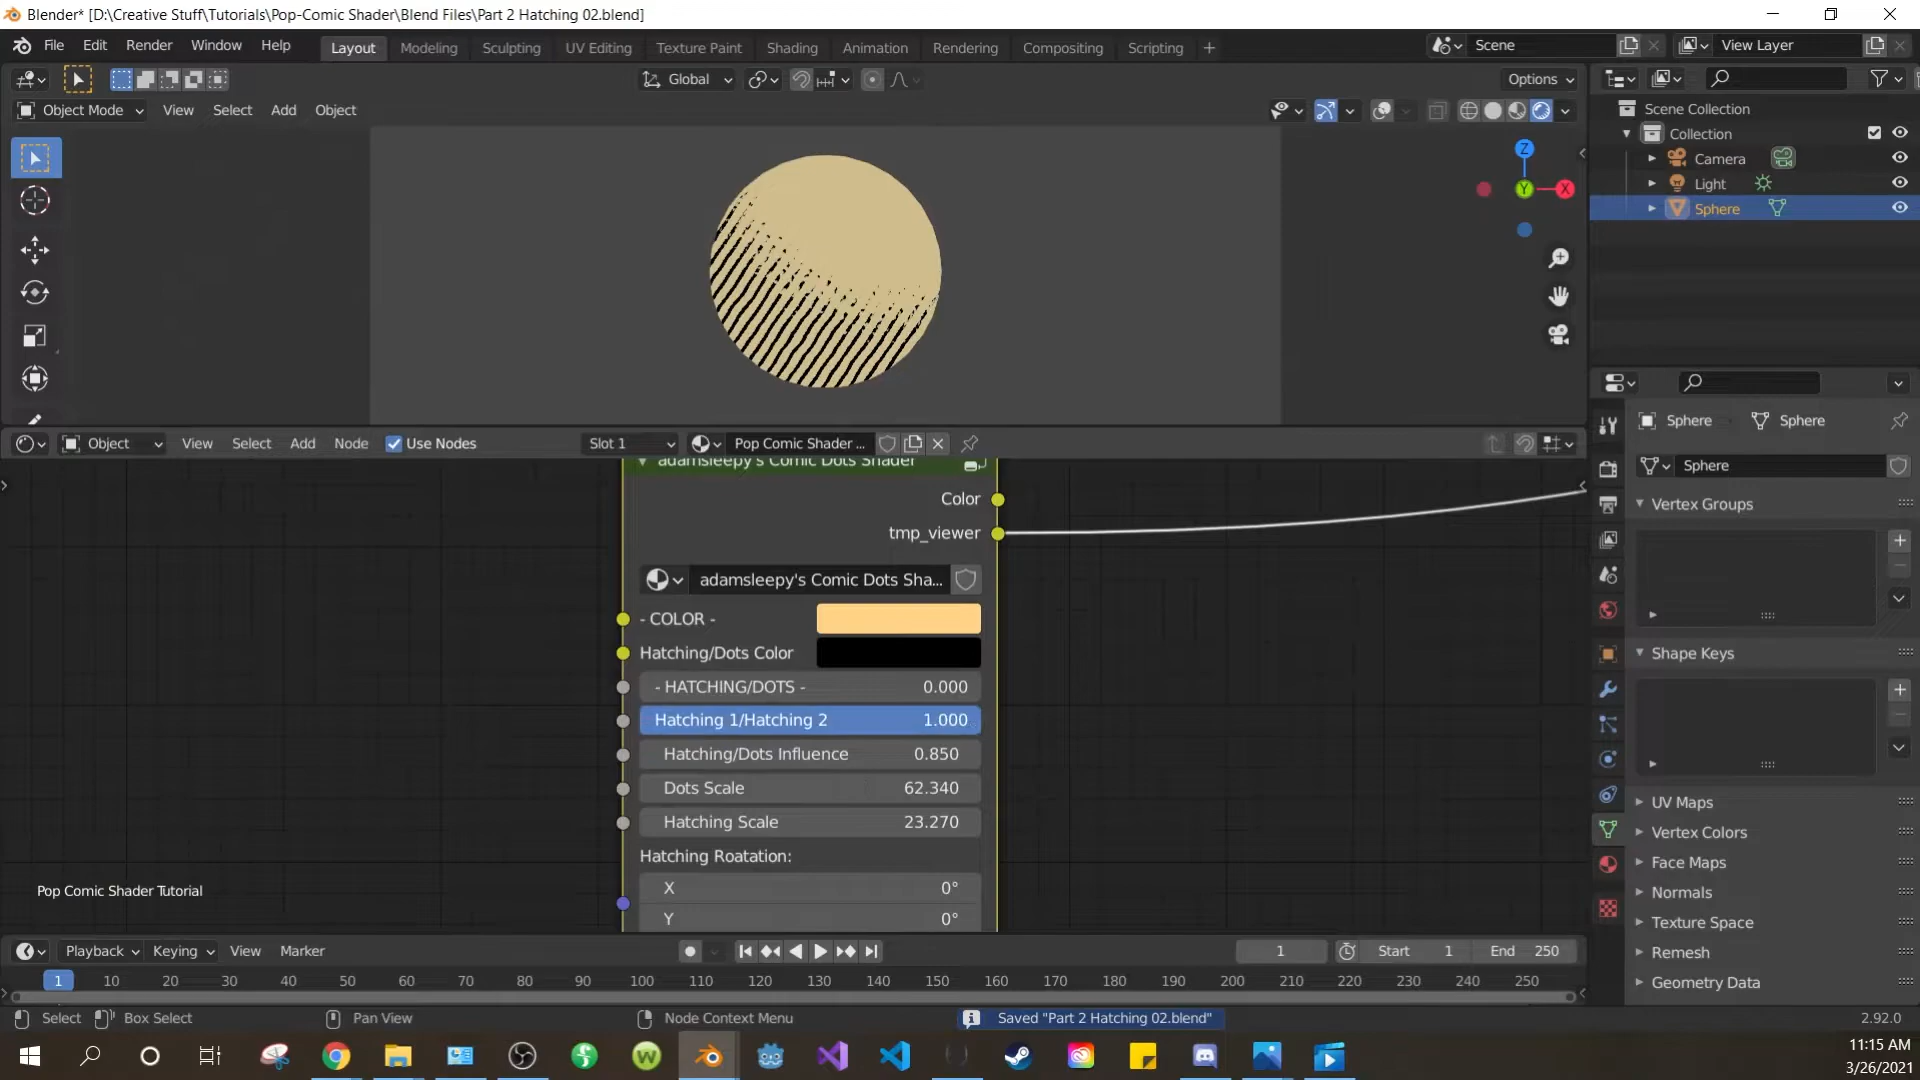 Blender* [D:\Creative Stuff\Tutorials\Pop-Comic Shader\Blend Files\Part 2 Hatching 02.blend]
File Edit Render Window Help Layout Modeling Sculpting UV Editing Texture Paint Shading Animation Rendering Compositing Scripting + Scene View Layer
Global Options
Object Mode View Select Add Object
Scene Collection
Collection
Camera
Light
Sphere
Z
Y
X
Sphere Sphere
Sphere
Vertex Groups
Shape Keys
UV Maps
Vertex Colors
Face Maps
Normals
Texture Space
Remesh
Geometry Data
Object View Select Add Node Use Nodes Slot 1 Pop Comic Shader ...
adamsleepy's Comic Dots Shader
Color
tmp_viewer
adamsleepy's Comic Dots Sha...
- COLOR -
Hatching/Dots Color
- HATCHING/DOTS - 0.000
Hatching 1/Hatching 2 1.000
Hatching/Dots Influence 0.850
Dots Scale 62.340
Hatching Scale 23.270
Hatching Roatation:
X 0°
Y 0°
Pop Comic Shader Tutorial
Playback Keying View Marker 1 Start 1 End 250
1 10 20 30 40 50 60 70 80 90 100 110 120 130 140 150 160 170 180 190 200 210 220 230 240 250
Select Box Select Pan View Node Context Menu Saved "Part 2 Hatching 02.blend" 2.92.0
11:15 AM
3/26/2021